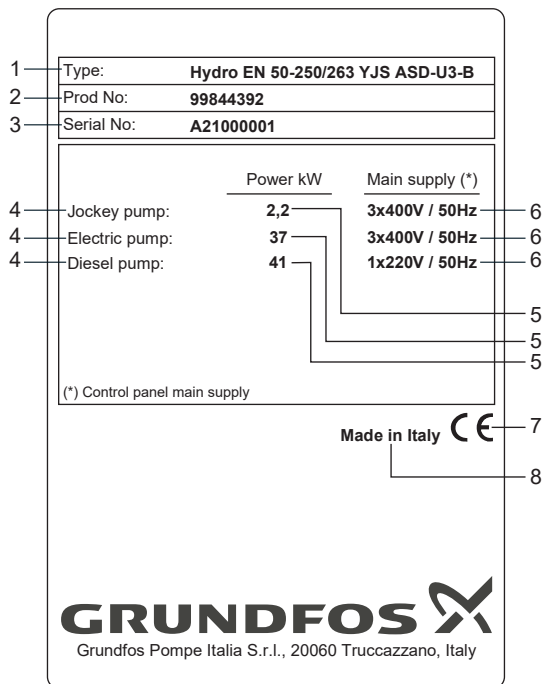 1 Type: Hydro EN 50-250/263 YJS ASD-U3-B
2 Prod No: 99844392
3 Serial No: A21000001
Power kW Main supply (*)
4 Jockey pump: 2,2 3x400V / 50Hz 6
4 Electric pump: 37 3x400V / 50Hz 6
4 Diesel pump: 41 1x220V / 50Hz 6
5
5
5
(*) Control panel main supply
Made in Italy CE 7
8
GRUNDFOS
Grundfos Pompe Italia S.r.l., 20060 Truccazzano, Italy